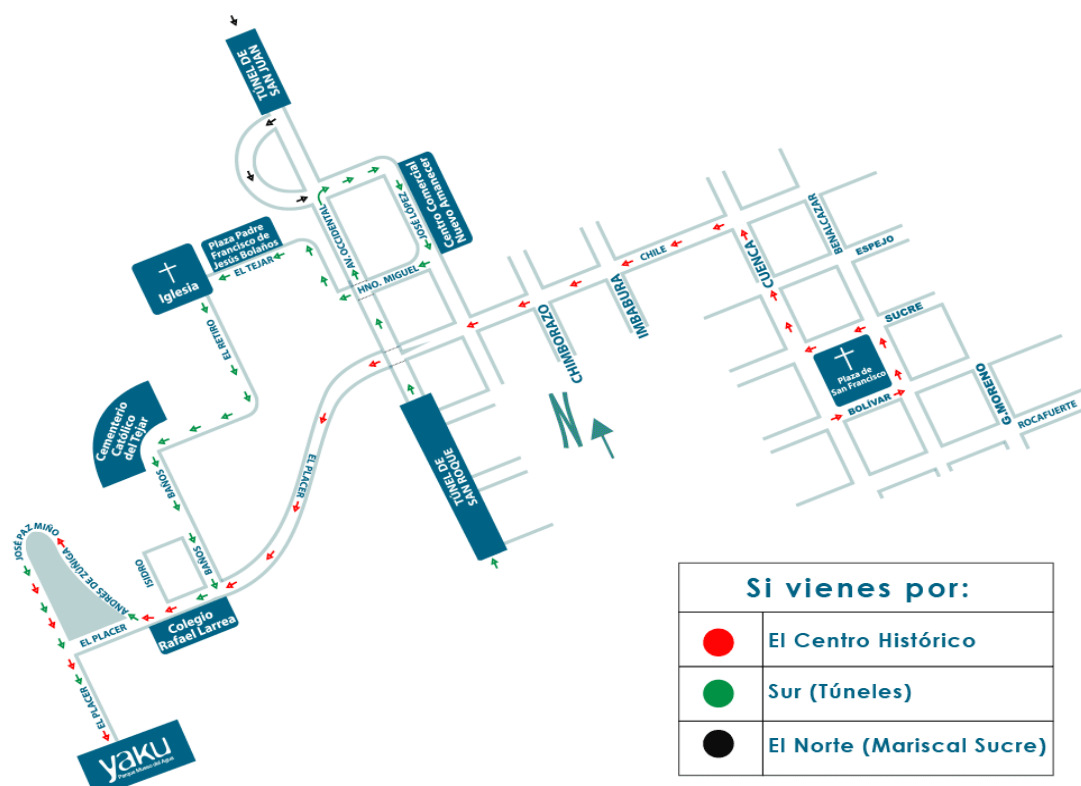 TÚNEL DE
SAN JUAN
Centro Comercial
Nuevo Amanecer
JOSÉ LÓPEZ
AV. OCCIDENTAL
Plaza Padre
Francisco de
Jesús Bolaños
EL TEJAR
Iglesia
HNO. MIGUEL
EL RETIRO
CHILE
CUENCA
BENALCAZAR
ESPEJO
IMBABURA
CHIMBORAZO
SUCRE
Plaza de
San Francisco
BOLÍVAR
G.MORENO
ROCAFUERTE
N
Cementerio
Católico
del Tejar
BAÑOS
EL PLACER
TÚNEL DE
SAN ROQUE
JOSÉ PAZ MIÑO
ANDRÉS DE ZÚÑIGA
ISIDRO
BAÑOS
Colegio
Rafael Larrea
EL PLACER
EL PLACER
yaku
Parque Museo del Agua
Si vienes por:
El Centro Histórico
Sur (Túneles)
El Norte (Mariscal Sucre)